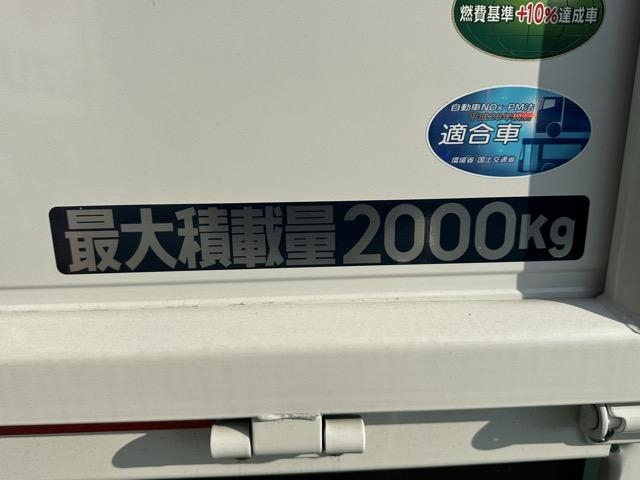 燃費基準+10%達成車
自動車NOx・PM法
適合車
環境省・国土交通省
最大積載量2000Kg